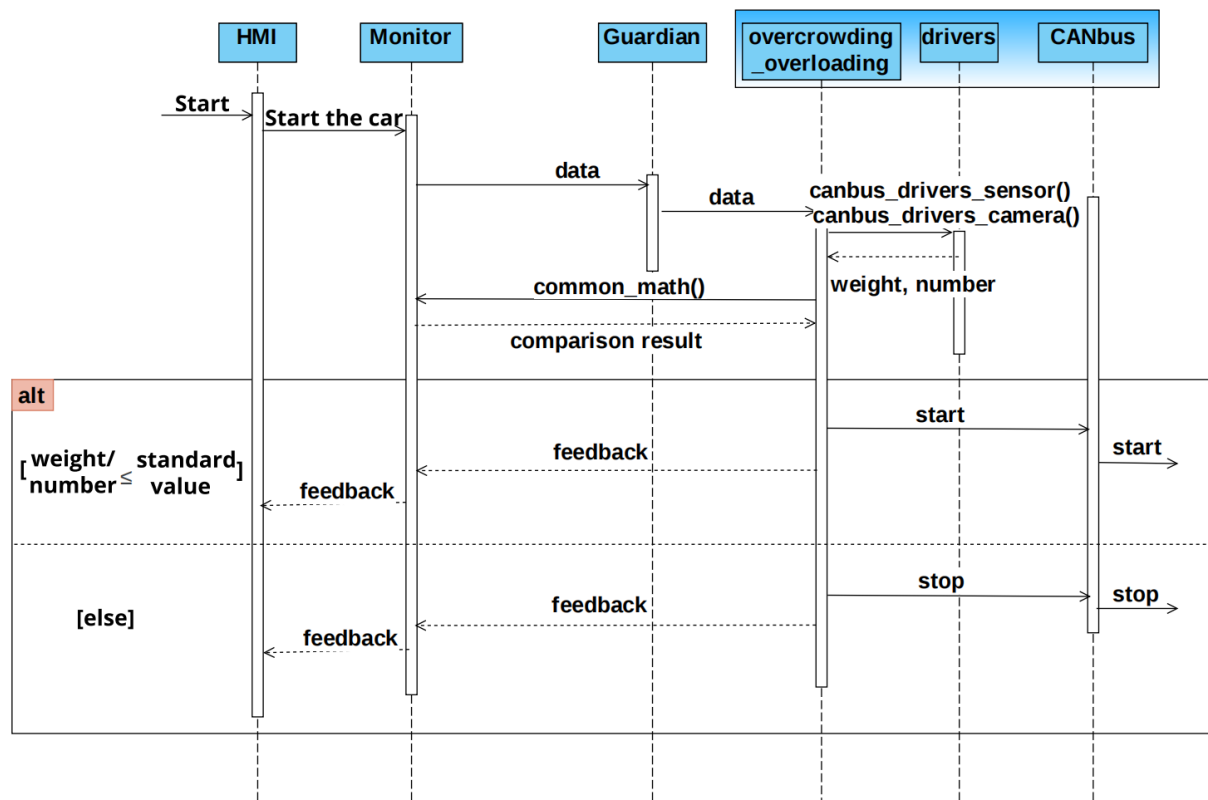 HMI
Monitor
Guardian
overcrowding
_overloading
drivers
CANbus
Start
Start the car
data
data
canbus_drivers_sensor()
canbus_drivers_camera()
weight, number
common_math()
comparison result
alt
start
feedback
start
[weight/ ≤ standard]
number value
feedback
stop
stop
feedback
[else]
feedback